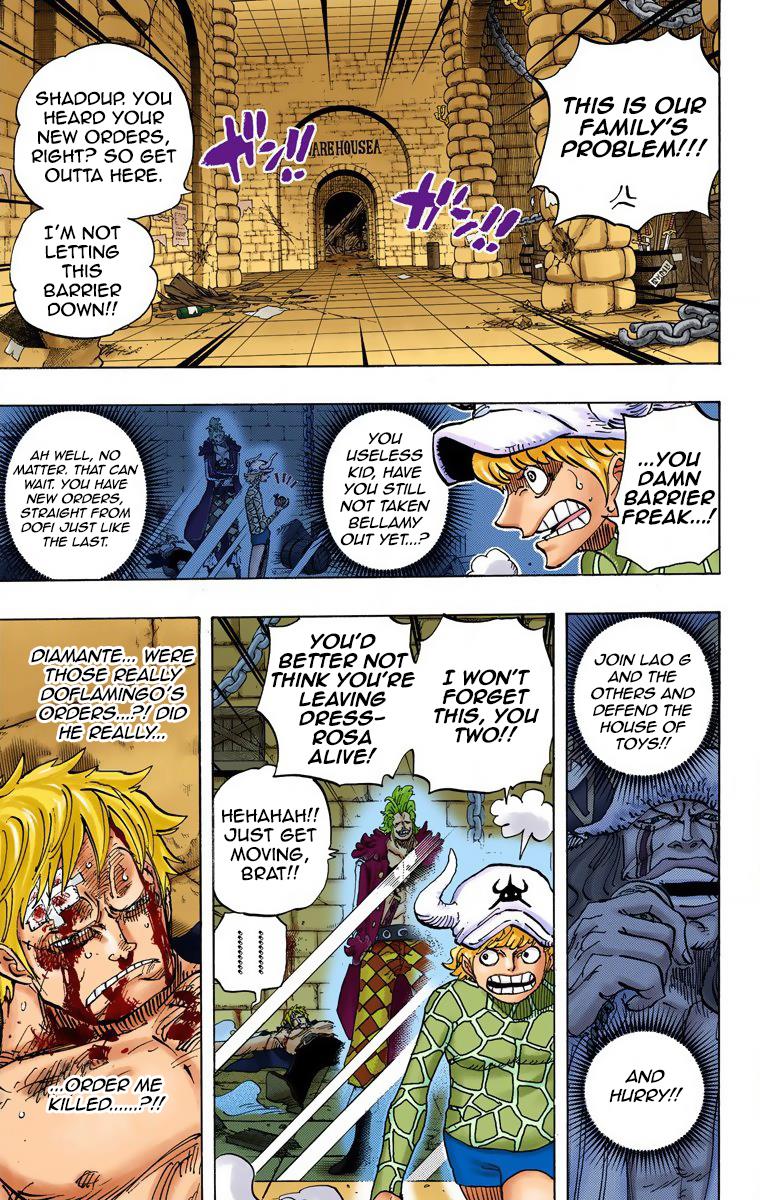 THIS IS OUR
FAMILY'S
PROBLEM!!!
SHADDUP. YOU
HEARD YOUR
NEW ORDERS,
RIGHT? SO GET
OUTTA HERE.
I'M NOT
LETTING
THIS
BARRIER
DOWN!!
ガン!!
ガン!!
...YOU
DAMN
BARRIER
FREAK...!
YOU
USELESS
KID, HAVE
YOU STILL
NOT TAKEN
BELLAMY
OUT YET...?
AH WELL, NO
MATTER. THAT CAN
WAIT. YOU HAVE
NEW ORDERS,
STRAIGHT FROM
DOFI JUST LIKE
THE LAST.
JOIN LAO G
AND THE
OTHERS AND
DEFEND THE
HOUSE OF
TOYS!!
AND
HURRY!!
I WON'T
FORGET
THIS, YOU
TWO!!
YOU'D
BETTER NOT
THINK YOU'RE
LEAVING
DRESS-
ROSA
ALIVE!
HEHAHAH!!
JUST GET
MOVING,
BRAT!!
DIAMANTE... WERE
THOSE REALLY
DOFLAMINGO'S
ORDERS....?! DID
HE REALLY...
...ORDER ME
KILLED......?!!